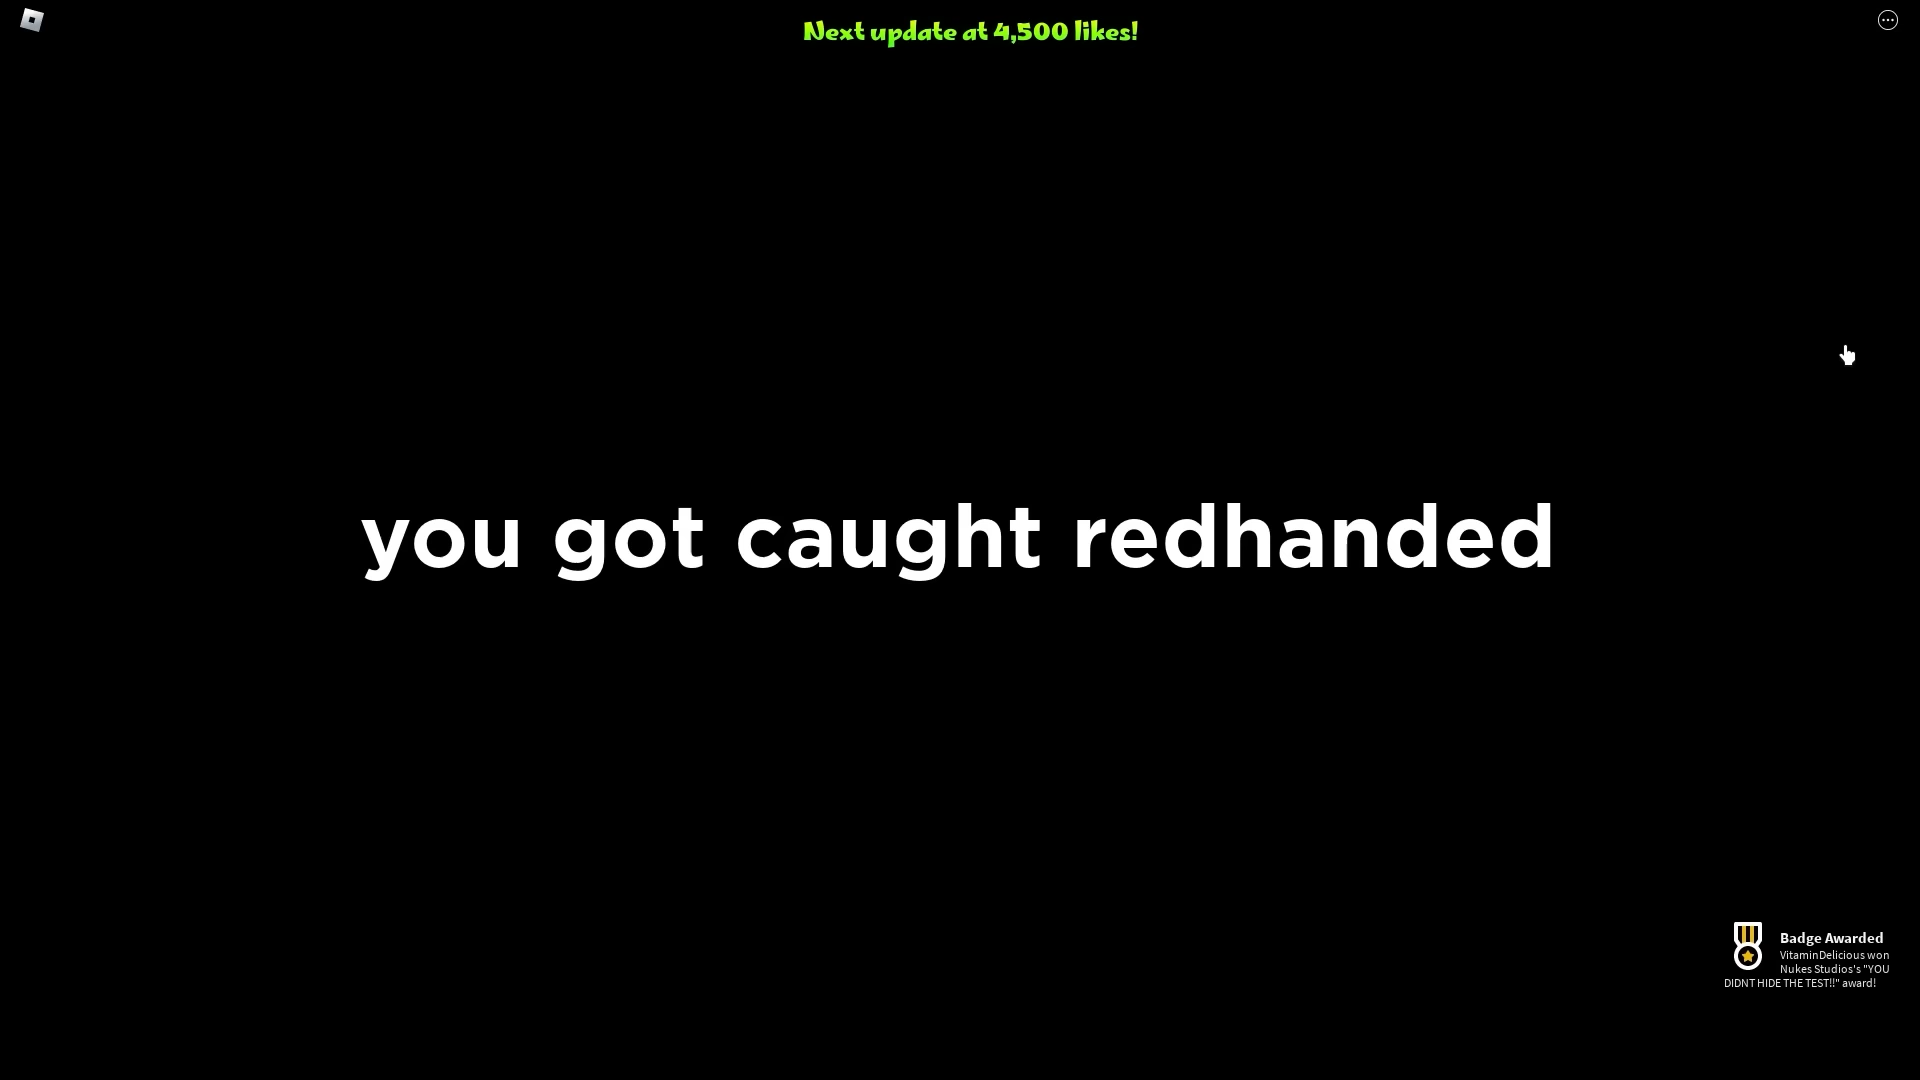 Next update at 4,500 likes!
you got caught redhanded
Badge Awarded
VitaminDelicious won
Nukes Studios's "YOU
DIDNT HIDE THE TEST!!" award!